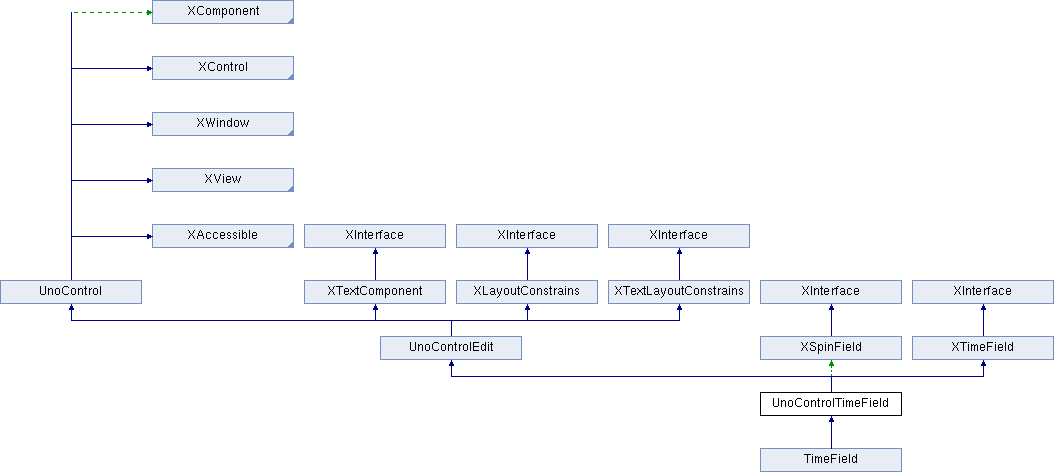 XComponent
XControl
XWindow
XView
XAccessible XInterface XInterface XInterface
UnoControl XTextComponent XLayoutConstrains XTextLayoutConstrains XInterface XInterface
UnoControlEdit XSpinField XTimeField
UnoControlTimeField
TimeField